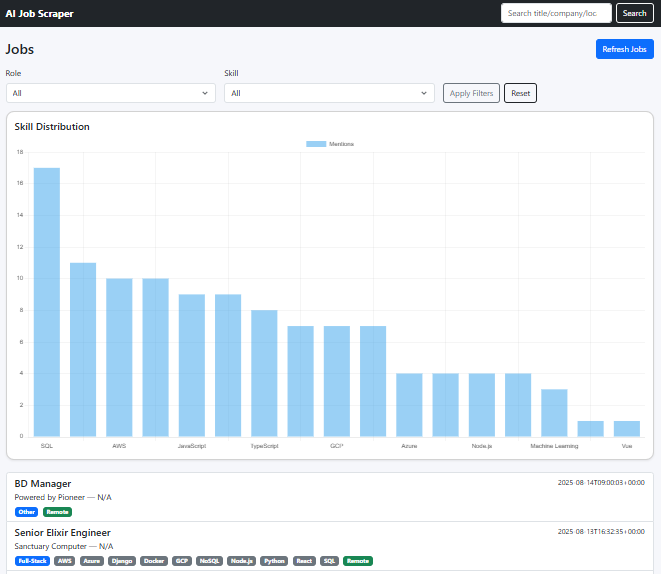 AI Job Scraper
Search title/company/loc
Search
Jobs
Refresh Jobs
Role
Skill
All
All
Apply Filters
Reset
Skill Distribution
Mentions
18
16
14
12
10
8
6
4
2
0
SQL AWS JavaScript TypeScript GCP Azure Node.js Machine Learning Vue
BD Manager
2025-08-14T09:00:03+00:00
Powered by Pioneer — N/A
Other Remote
Senior Elixir Engineer
2025-08-13T16:32:35+00:00
Sanctuary Computer — N/A
Full-Stack AWS Azure Django Docker GCP NoSQL Node.js Python React SQL Remote